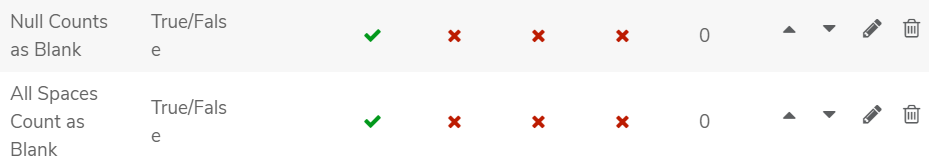 Null Counts
as Blank
True/Fals
e
0
All Spaces
Count as
Blank
True/Fals
e
0